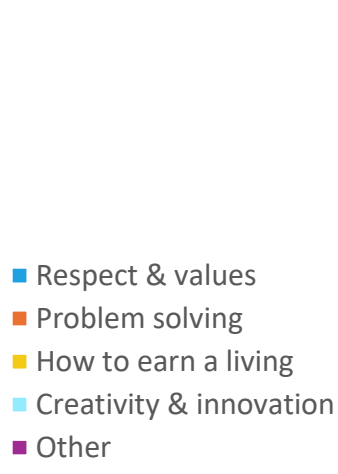 Respect & values
Problem solving
How to earn a living
Creativity & innovation
Other